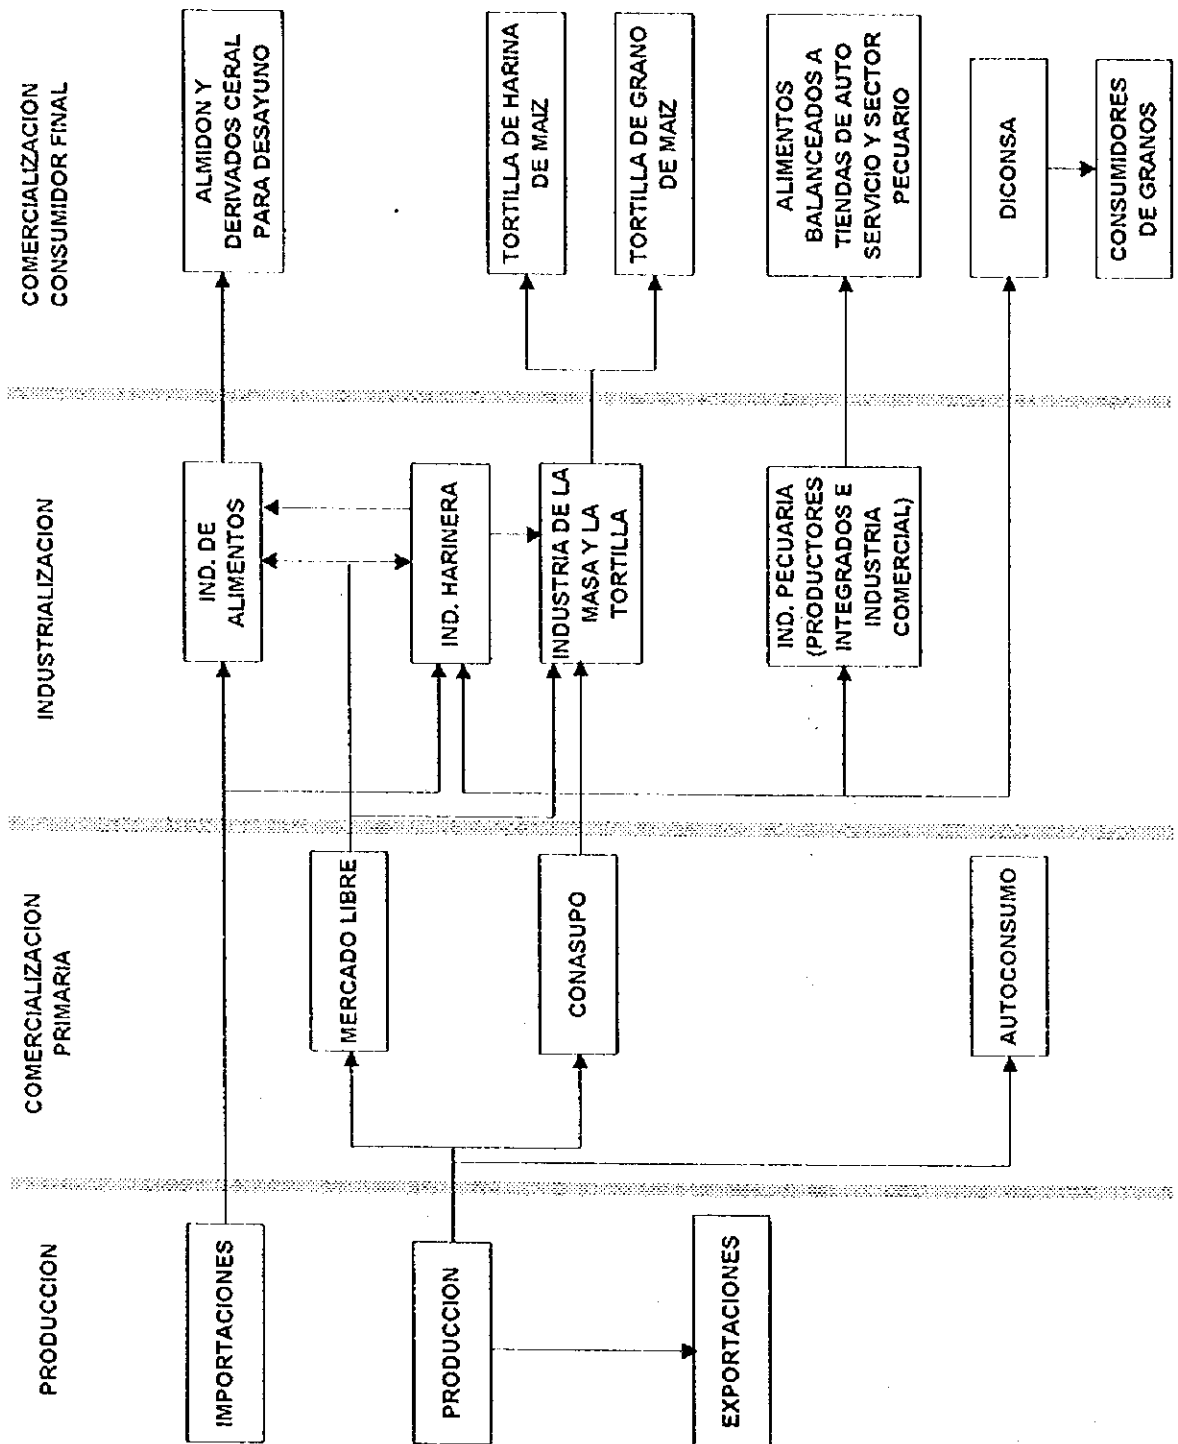 PRODUCCION
COMERCIALIZACION
PRIMARIA
INDUSTRIALIZACION
COMERCIALIZACION
CONSUMIDOR FINAL
IMPORTACIONES
IND. DE
ALIMENTOS
ALMIDON Y
DERIVADOS CERAL
PARA DESAYUNO
MERCADO LIBRE
PRODUCCION
IND. HARINERA
TORTILLA DE HARINA
DE MAIZ
CONASUPO
INDUSTRIA DE LA
MASA Y LA
TORTILLA
TORTILLA DE GRANO
DE MAIZ
EXPORTACIONES
IND. PECUARIA
(PRODUCTORES
INTEGRADOS E
INDUSTRIA
COMERCIAL)
ALIMENTOS
BALANCEADOS A
TIENDAS DE AUTO
SERVICIO Y SECTOR
PECUARIO
AUTOCONSUMO
DICONSA
CONSUMIDORES
DE GRANOS